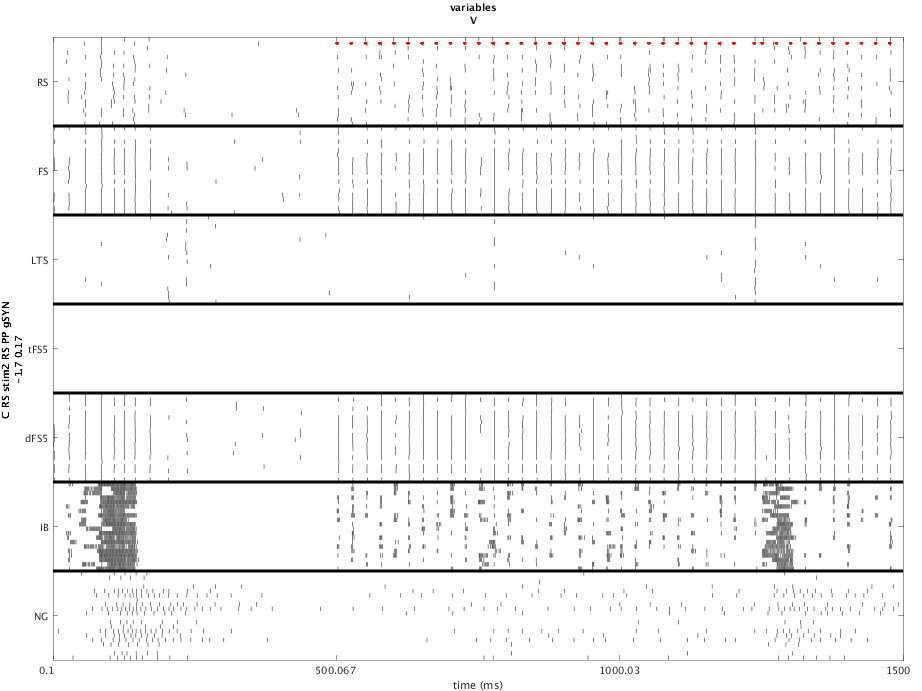 variables
V
RS
FS
LTS
tFS5
dFS5
IB
NG
C RS stim2 RS PP gSYN
-1.7 0.17
0.1
500.067
1000.03
1500
time (ms)